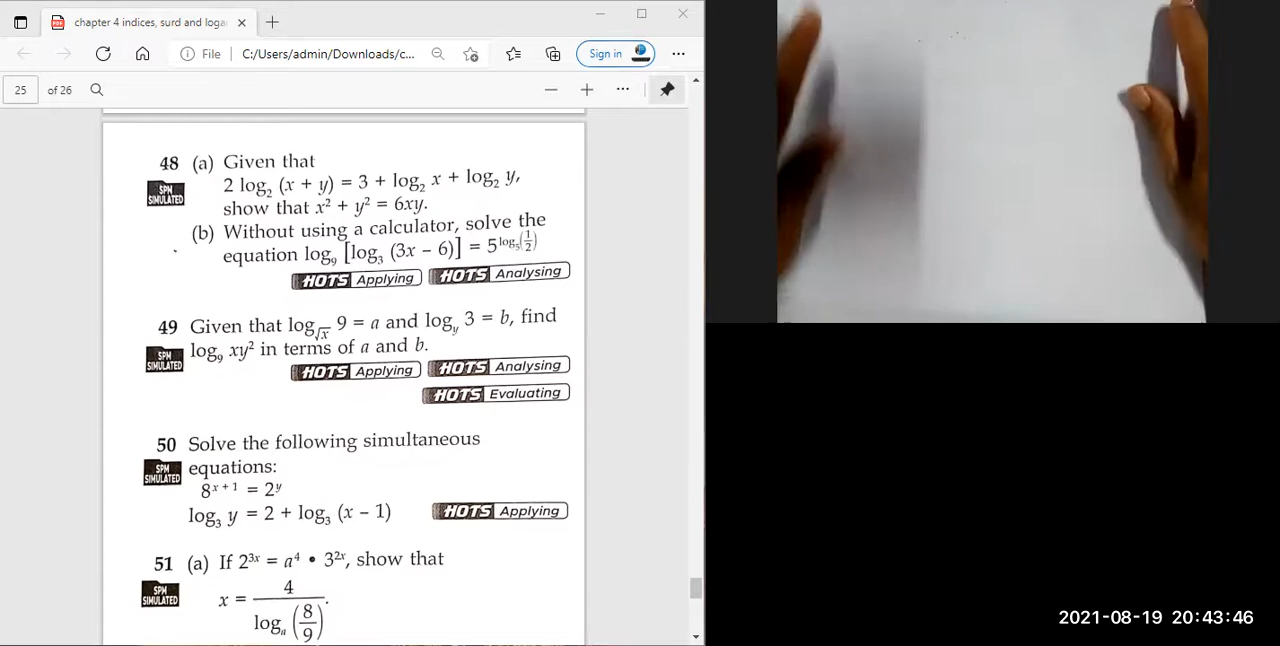 chapter 4 indices, surd and loga
File C:/Users/admin/Downloads/c...
Sign in
25 of 26
48 (a) Given that
SPM SIMULATED
2 log₂ (x + y) = 3 + log₂ x + log₂ y,
show that x² + y² = 6xy.
(b) Without using a calculator, solve the
equation log₉ [log₃ (3x − 6)] = 5^log₅(1/2)
HOTS Applying HOTS Analysing
49 Given that log_√x 9 = a and log_y 3 = b, find
SPM SIMULATED
log₉ xy² in terms of a and b.
HOTS Applying HOTS Analysing
HOTS Evaluating
50 Solve the following simultaneous
SPM SIMULATED
equations:
8^(x + 1) = 2^y
log₃ y = 2 + log₃ (x − 1) HOTS Applying
51 (a) If 2^(3x) = a⁴ • 3^(2x), show that
SPM SIMULATED
x = 4 / log_a (8/9).
2021-08-19 20:43:46